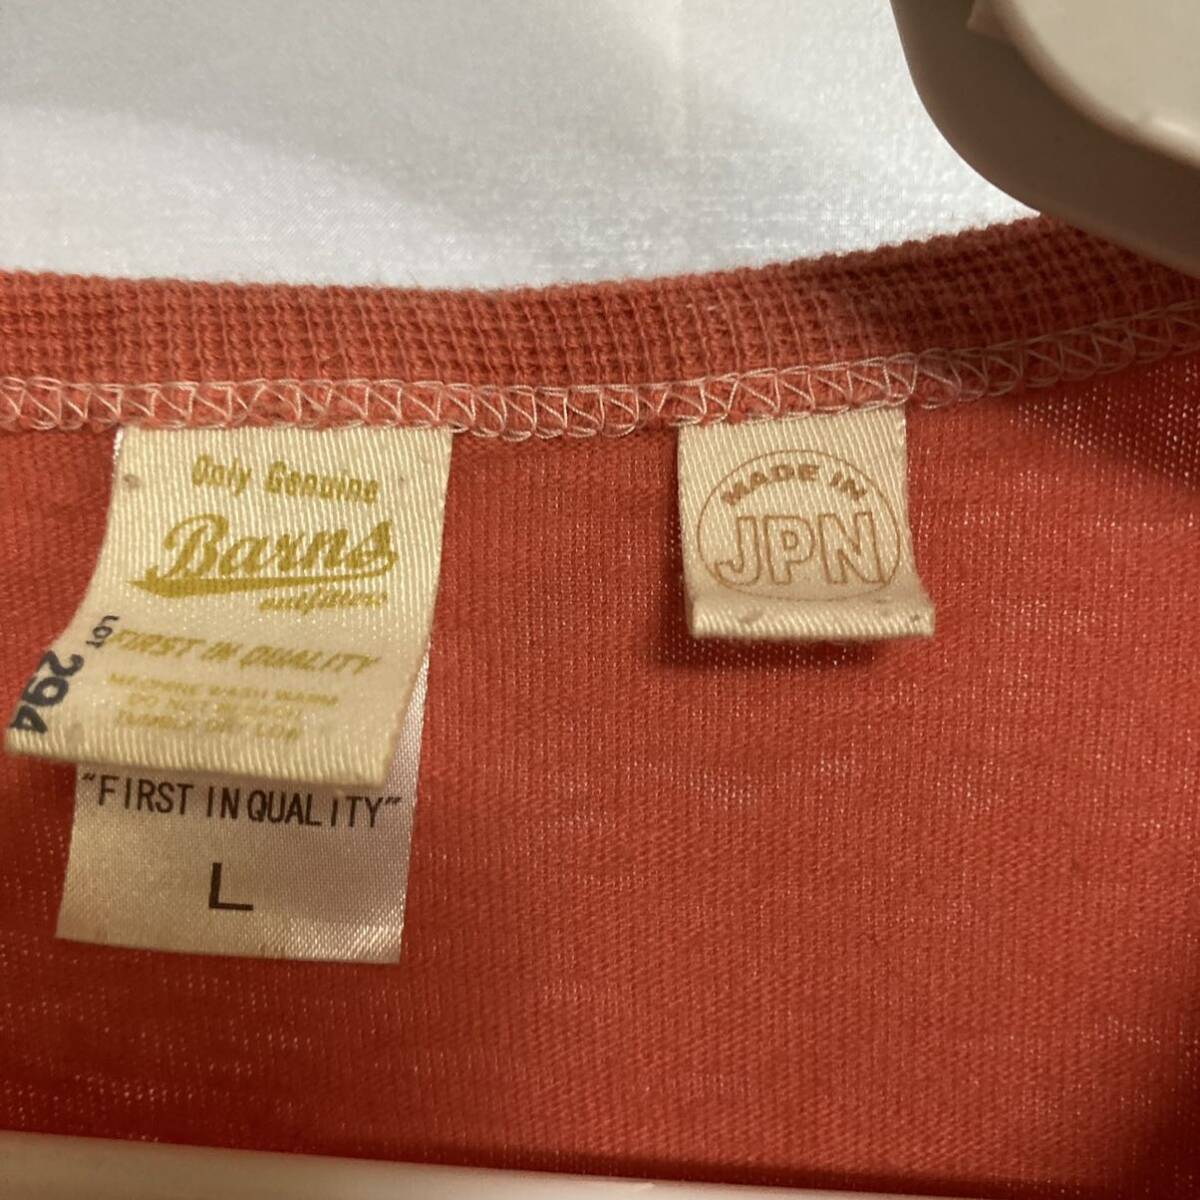 Only Genuine
Barns
outfitters
FIRST IN QUALITY
MACHINE WASH WARM
DO NOT BLEACH
TUMBLE DRY LOW
LOT 294
"FIRST IN QUALITY"
L
MADE IN
JPN